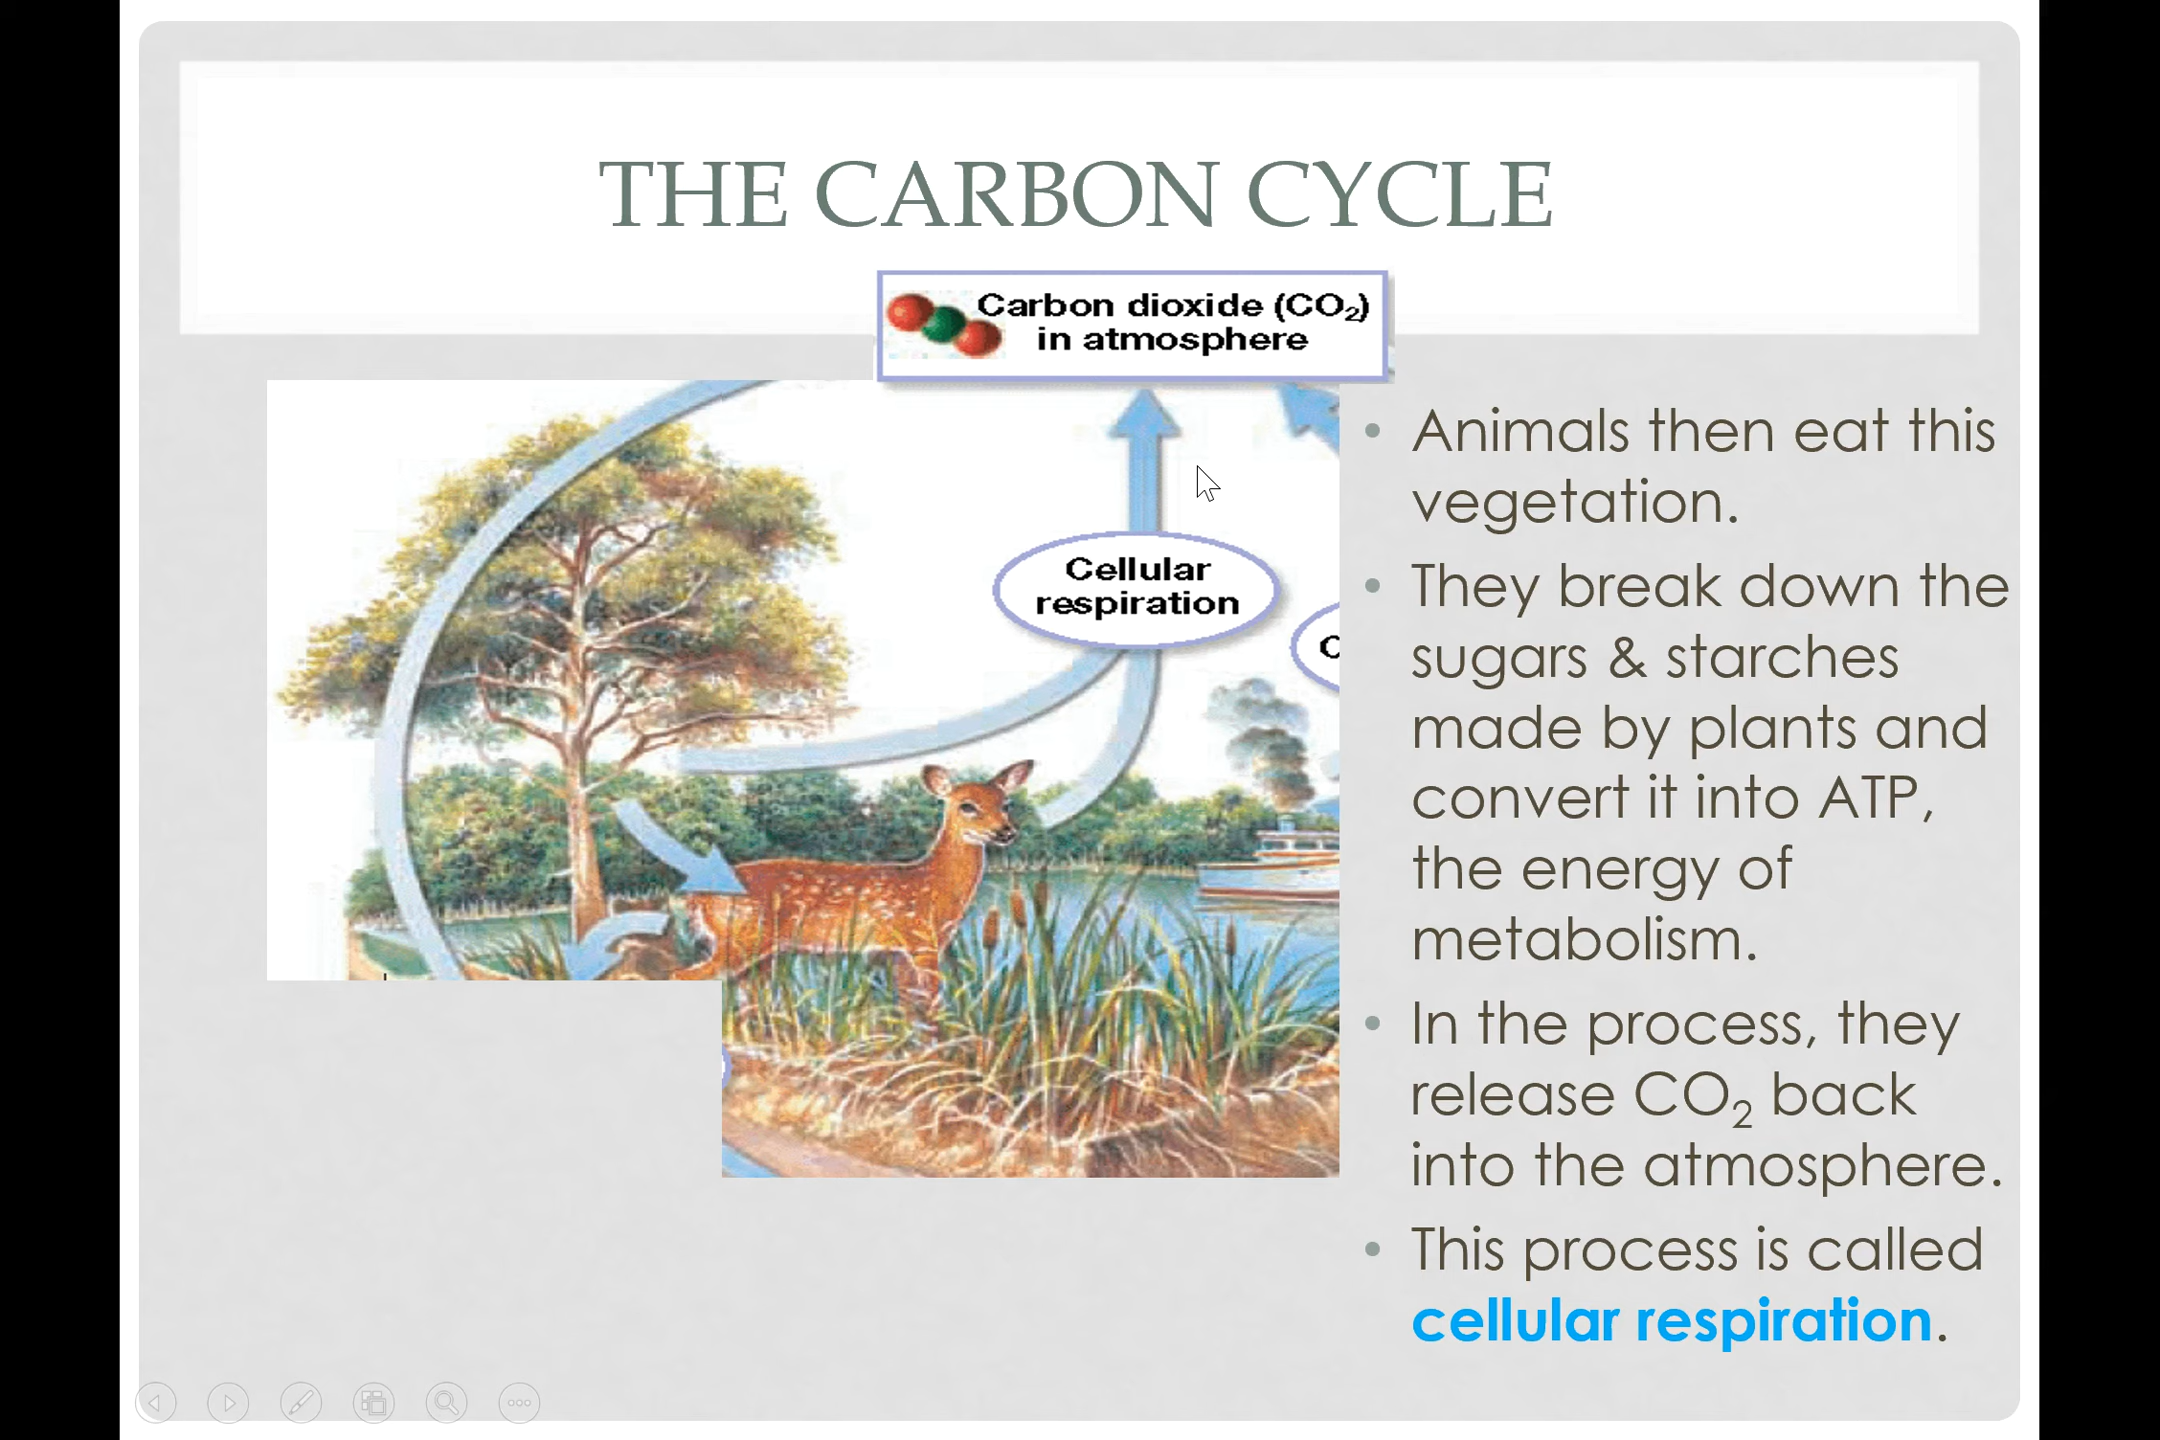 THE CARBON CYCLE
Carbon dioxide (CO₂)
in atmosphere
Cellular
respiration
C
• Animals then eat this
vegetation.
• They break down the
sugars & starches
made by plants and
convert it into ATP,
the energy of
metabolism.
• In the process, they
release CO₂ back
into the atmosphere.
• This process is called
cellular respiration.